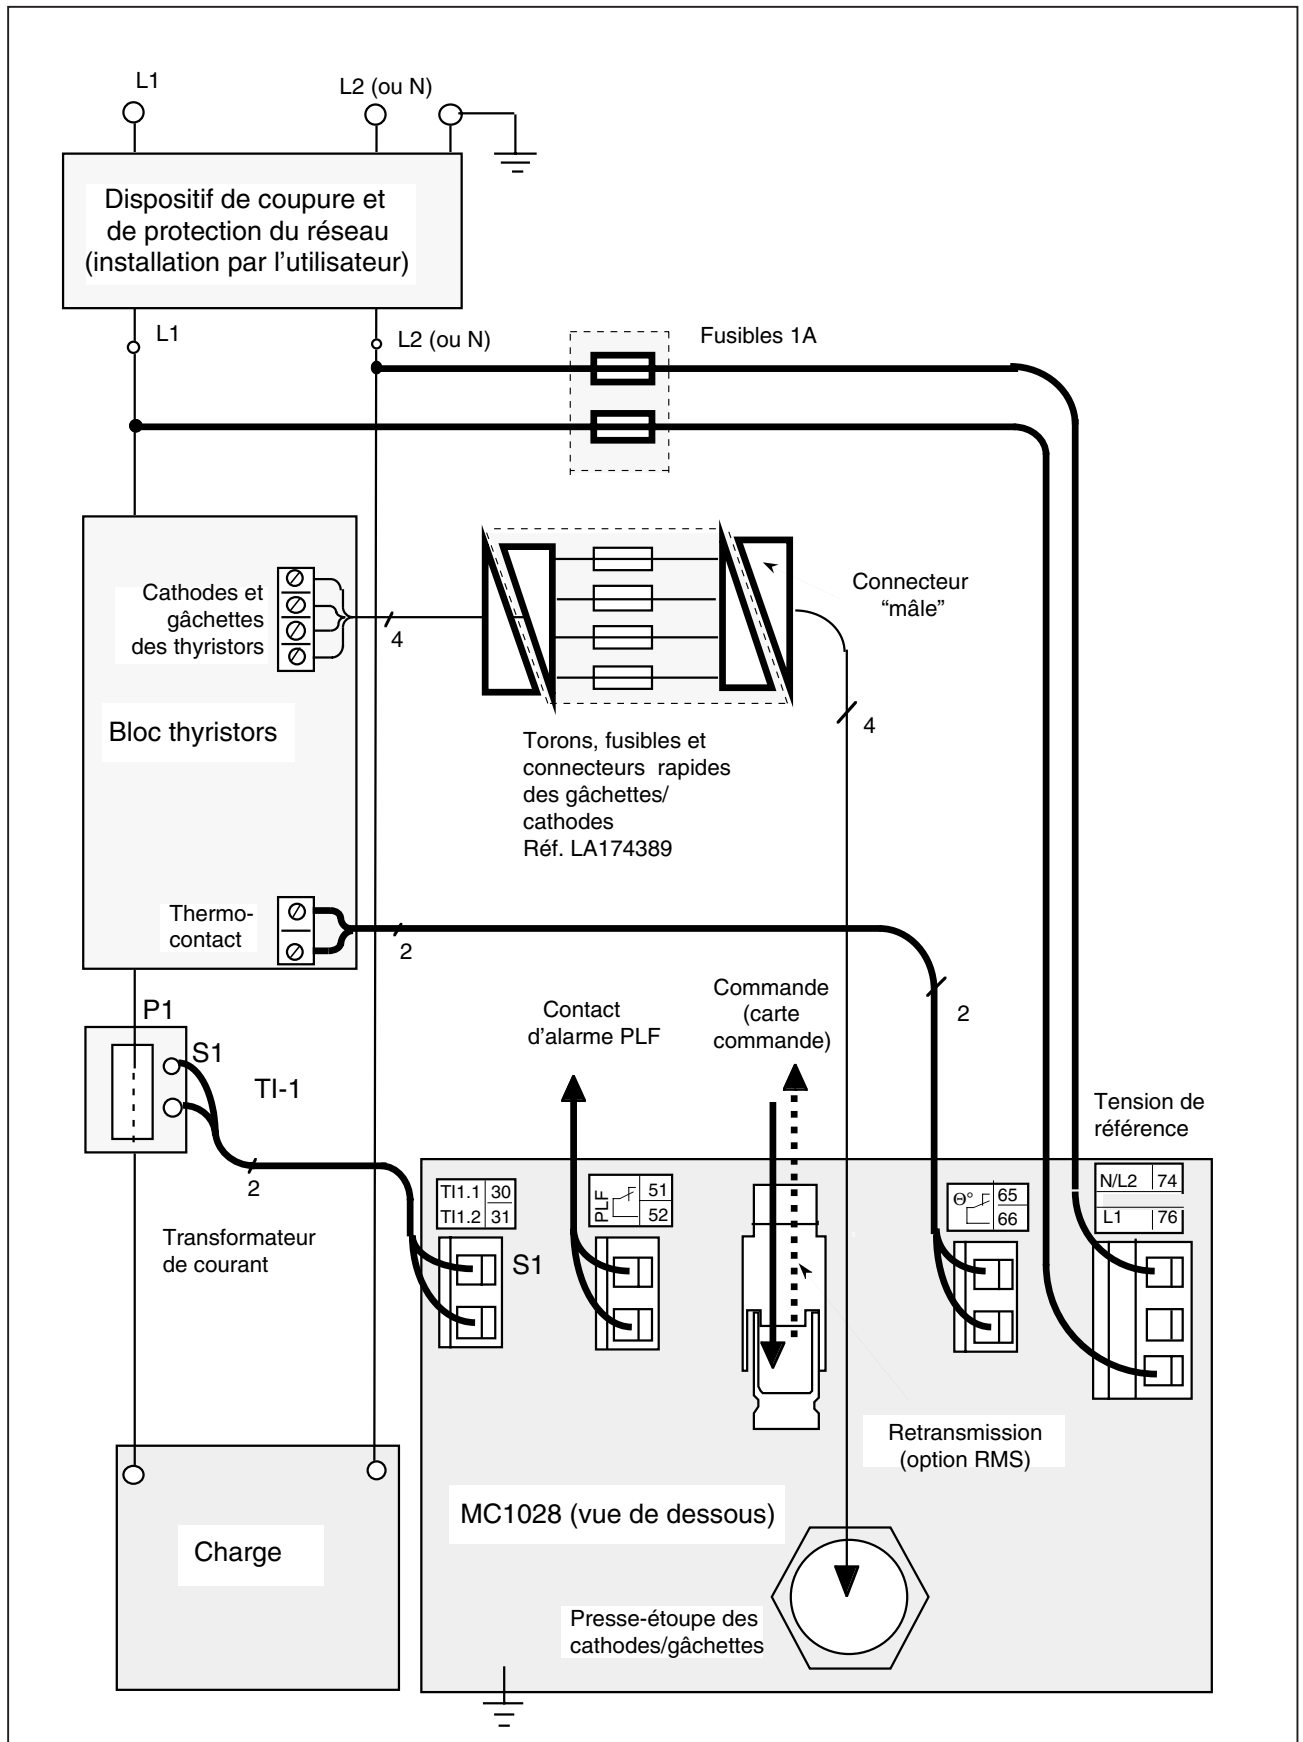 L1
L2 (ou N)
Dispositif de coupure et
de protection du réseau
(installation par l'utilisateur)
L1
L2 (ou N)
Fusibles 1A
Cathodes et
gâchettes
des thyristors
4
Connecteur
“mâle”
Bloc thyristors
4
Torons, fusibles et
connecteurs rapides
des gâchettes/
cathodes
Réf. LA174389
Thermo-
contact
2
P1
S1
TI-1
2
Contact
d'alarme PLF
Commande
(carte
commande)
2
Tension de
référence
TI1.1 30
TI1.2 31
PLF
51
52
Θ° 65
66
N/L2 74
L1 76
S1
Transformateur
de courant
Retransmission
(option RMS)
MC1028 (vue de dessous)
Charge
Presse-étoupe des
cathodes/gâchettes